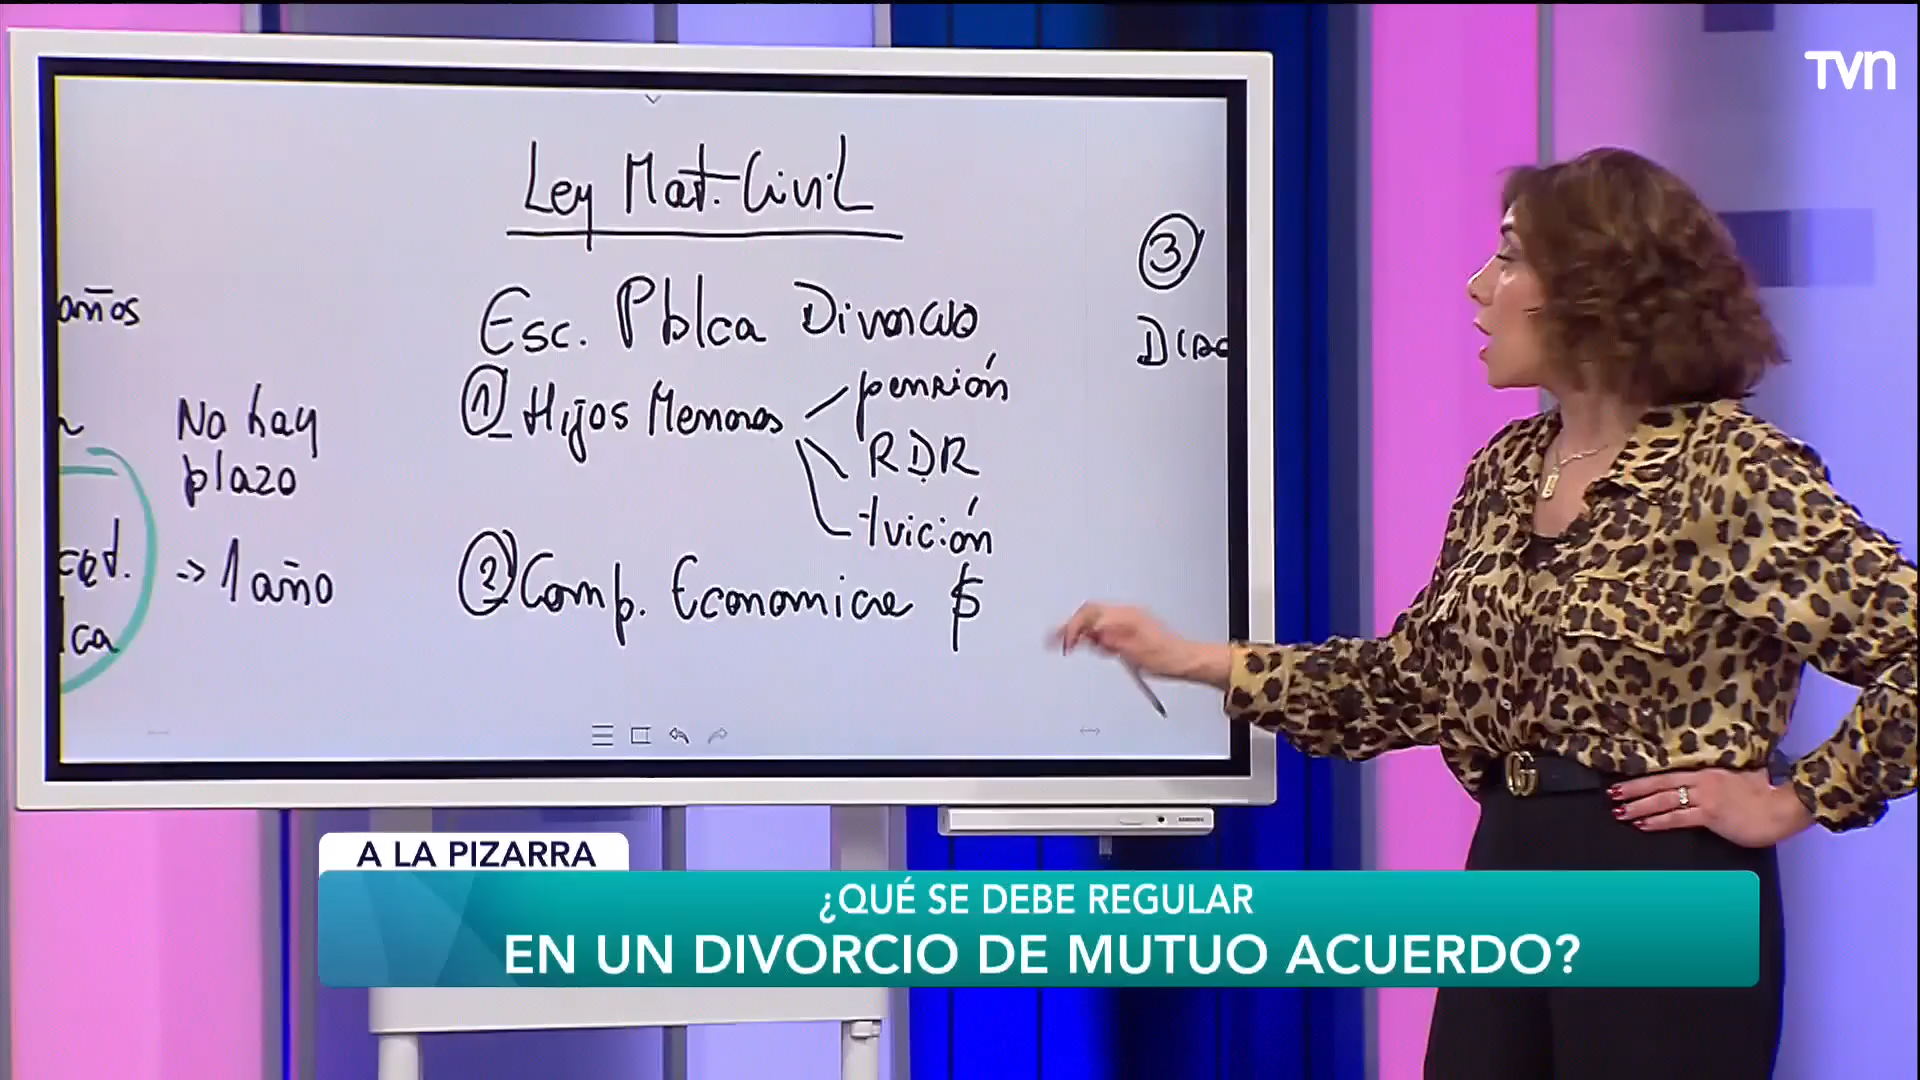 TVN
Ley Mat. Civil
Esc. Pblca Divorcio
① Hijos Menores
pensión
RDR
tuición
② Comp. Economica $
③
años
No hay
plazo
-> 1 año
lca
A LA PIZARRA
¿QUÉ SE DEBE REGULAR
EN UN DIVORCIO DE MUTUO ACUERDO?